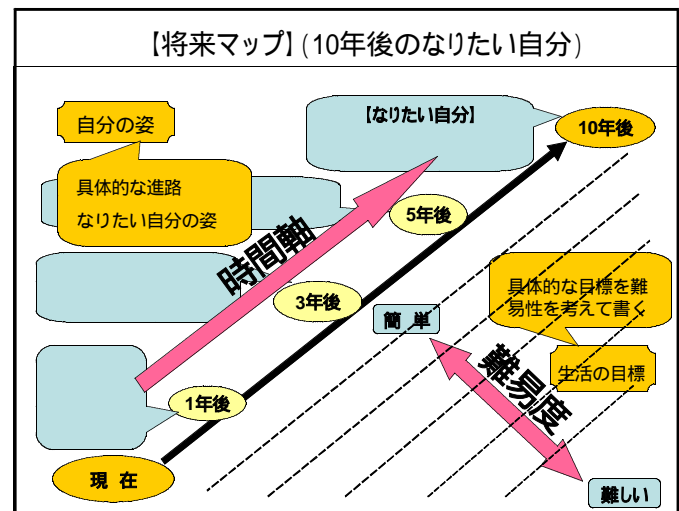 【将来マップ】(10年後のなりたい自分)
自分の姿
【なりたい自分】
10年後
具体的な進路
なりたい自分の姿
5年後
時間軸
3年後
簡 単
具体的な目標を難
易性を考えて書く
生活の目標
難易度
1年後
現 在
難しい